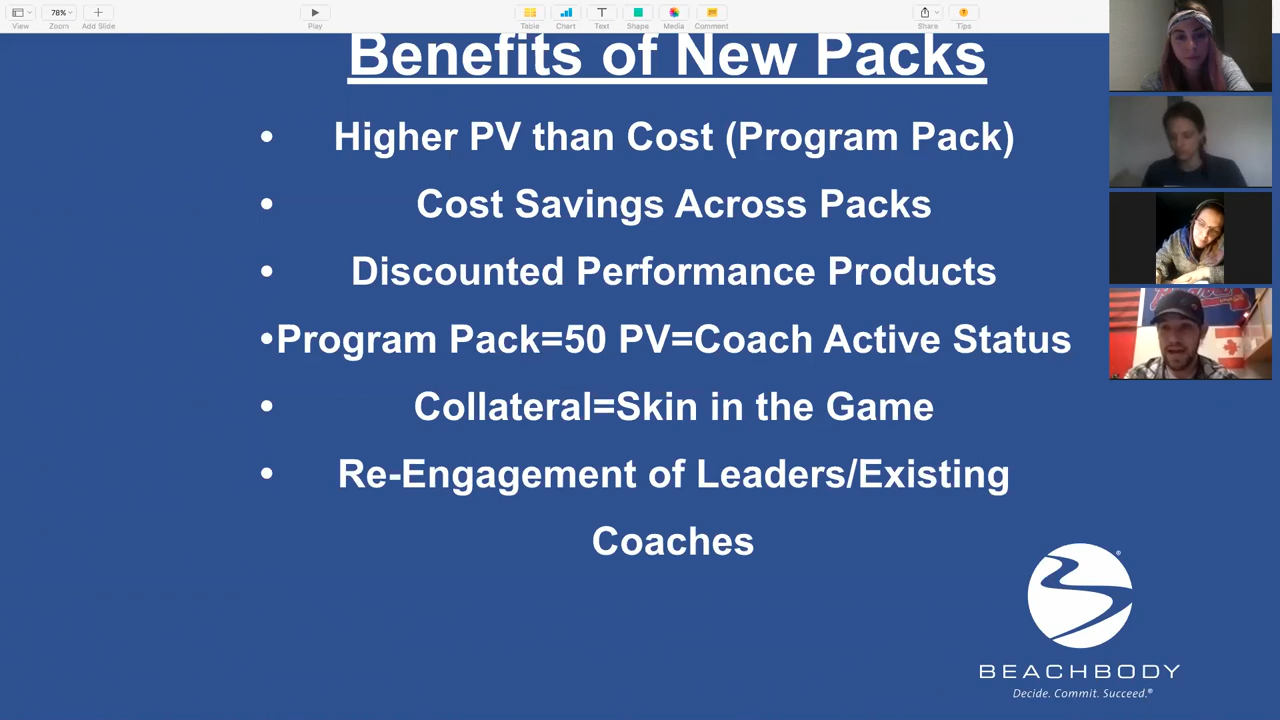 View
78%
Zoom
Add Slide
Play
Table
Chart
Text
Shape
Media
Comment
Share
Tips
Benefits of New Packs
• Higher PV than Cost (Program Pack)
• Cost Savings Across Packs
• Discounted Performance Products
•Program Pack=50 PV=Coach Active Status
• Collateral=Skin in the Game
• Re-Engagement of Leaders/Existing
Coaches
BEACHBODY
Decide. Commit. Succeed.®